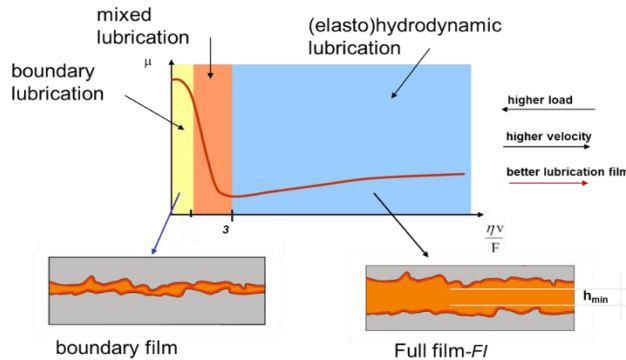 mixed
lubrication
(elasto)hydrodynamic
lubrication
μ
boundary
lubrication
higher load
higher velocity
better lubrication film
3
ηv
F
h_min
boundary film
Full film-Fl